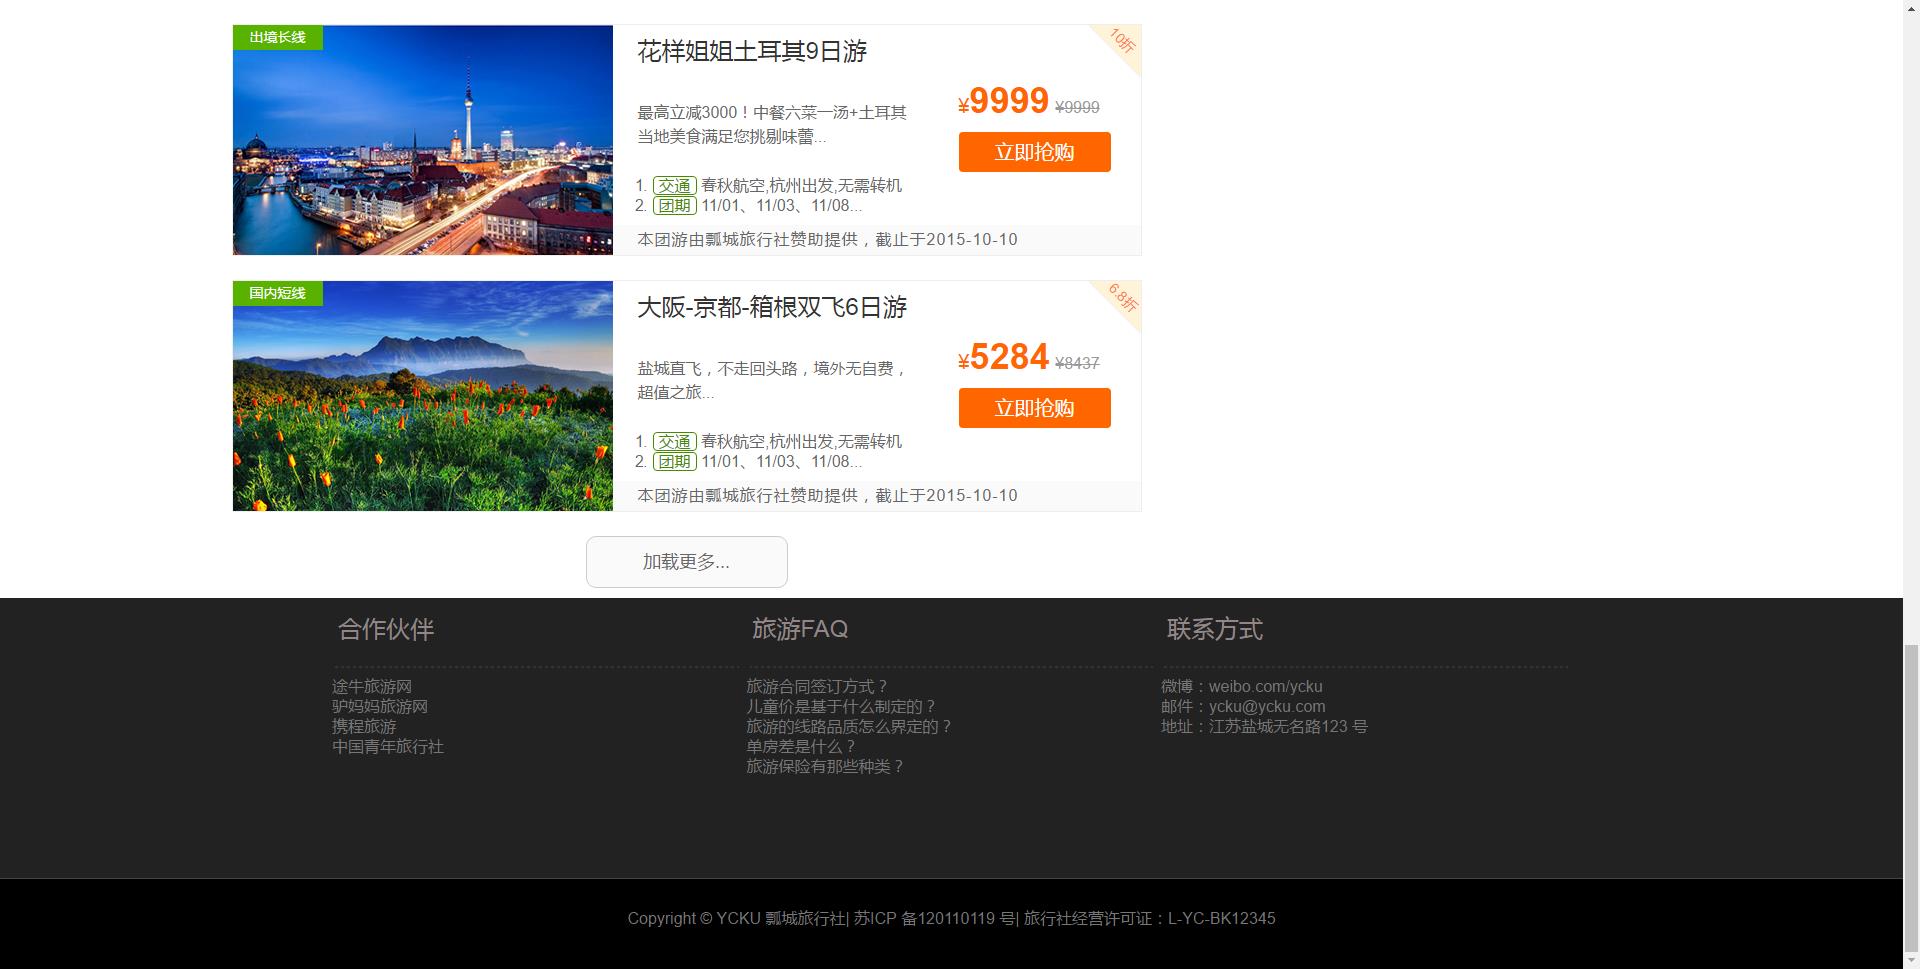 出境长线
花样姐姐土耳其9日游
10折
最高立减3000！中餐六菜一汤+土耳其
当地美食满足您挑剔味蕾...
¥9999 ¥9999
立即抢购
1. 交通 春秋航空,杭州出发,无需转机
2. 团期 11/01、11/03、11/08...
本团游由瓢城旅行社赞助提供，截止于2015-10-10
国内短线
大阪-京都-箱根双飞6日游
6.8折
盐城直飞，不走回头路，境外无自费，
超值之旅...
¥5284 ¥8437
立即抢购
1. 交通 春秋航空,杭州出发,无需转机
2. 团期 11/01、11/03、11/08...
本团游由瓢城旅行社赞助提供，截止于2015-10-10
加载更多...
合作伙伴
途牛旅游网
驴妈妈旅游网
携程旅游
中国青年旅行社
旅游FAQ
旅游合同签订方式？
儿童价是基于什么制定的？
旅游的线路品质怎么界定的？
单房差是什么？
旅游保险有那些种类？
联系方式
微博：weibo.com/ycku
邮件：ycku@ycku.com
地址：江苏盐城无名路123 号
Copyright © YCKU 瓢城旅行社| 苏ICP 备120110119 号| 旅行社经营许可证：L-YC-BK12345